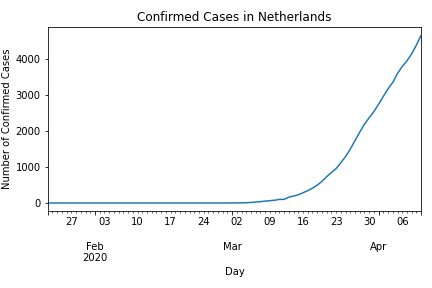 Confirmed Cases in Netherlands
Number of Confirmed Cases
4000
3000
2000
1000
0
27 03 10 17 24 02 09 16 23 30 06
Feb Mar Apr
2020
Day